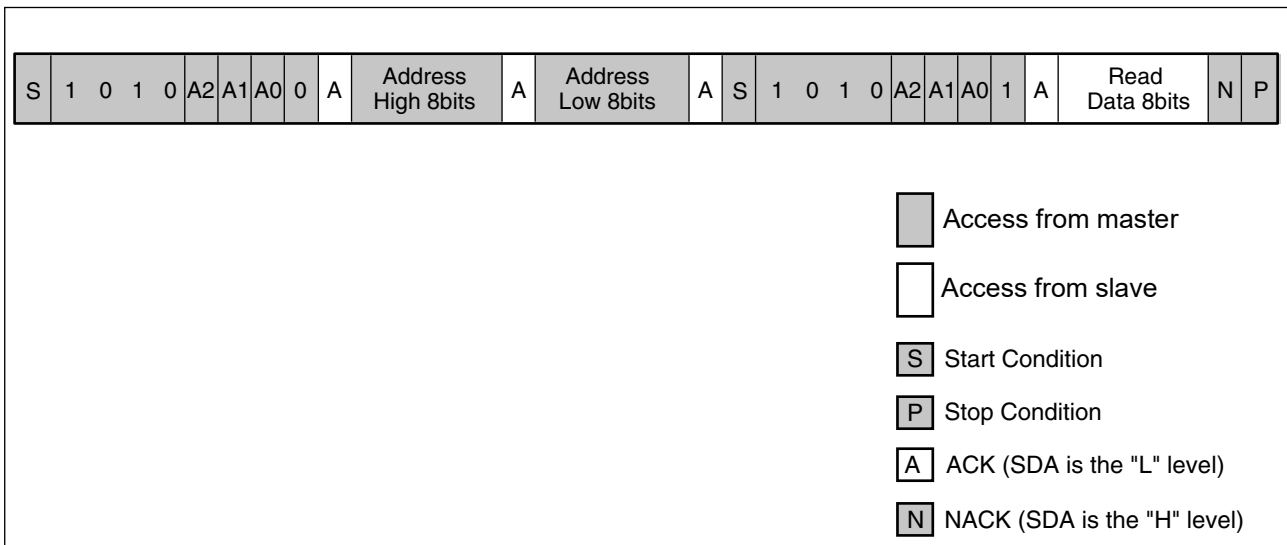 S 1 0 1 0 A2 A1 A0 0 A Address High 8bits A Address Low 8bits A S 1 0 1 0 A2 A1 A0 1 A Read Data 8bits N P
Access from master
Access from slave
S Start Condition
P Stop Condition
A ACK (SDA is the "L" level)
N NACK (SDA is the "H" level)